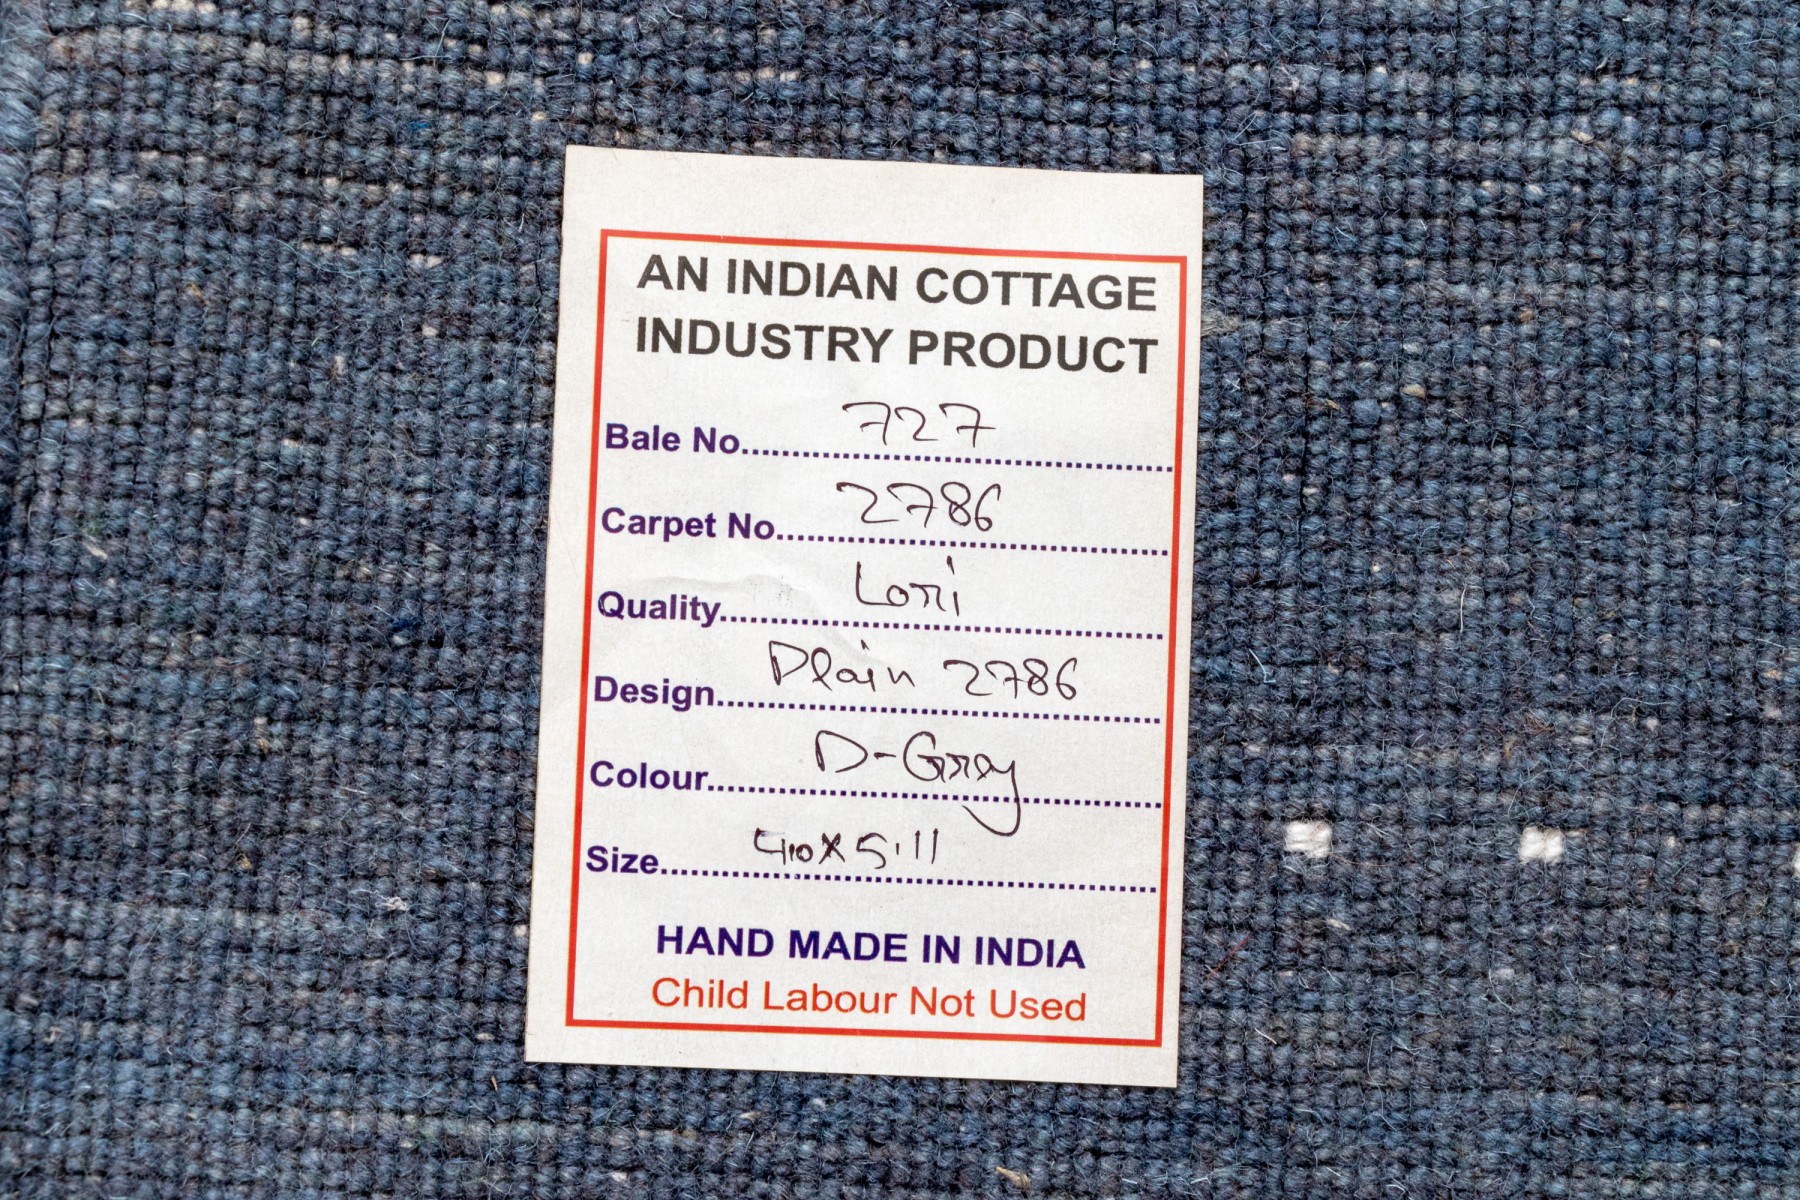 AN INDIAN COTTAGE
INDUSTRY PRODUCT
Bale No. 727
Carpet No. 2786
Quality Lori
Design Plain 2786
Colour D-Grey
Size 4.10X5.11
HAND MADE IN INDIA
Child Labour Not Used